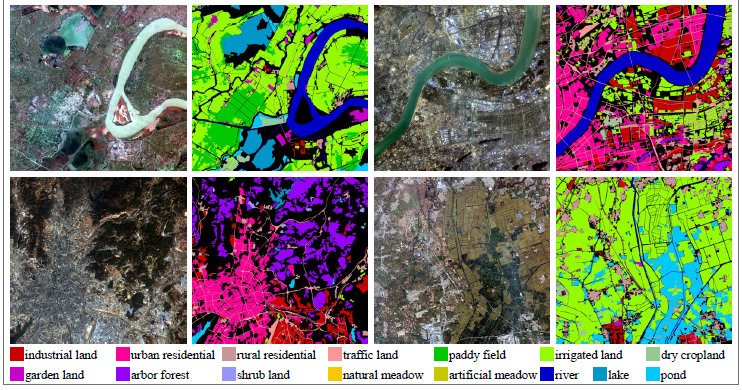 industrial land urban residential rural residential traffic land paddy field irrigated land dry cropland
garden land arbor forest shrub land natural meadow artificial meadow river lake pond